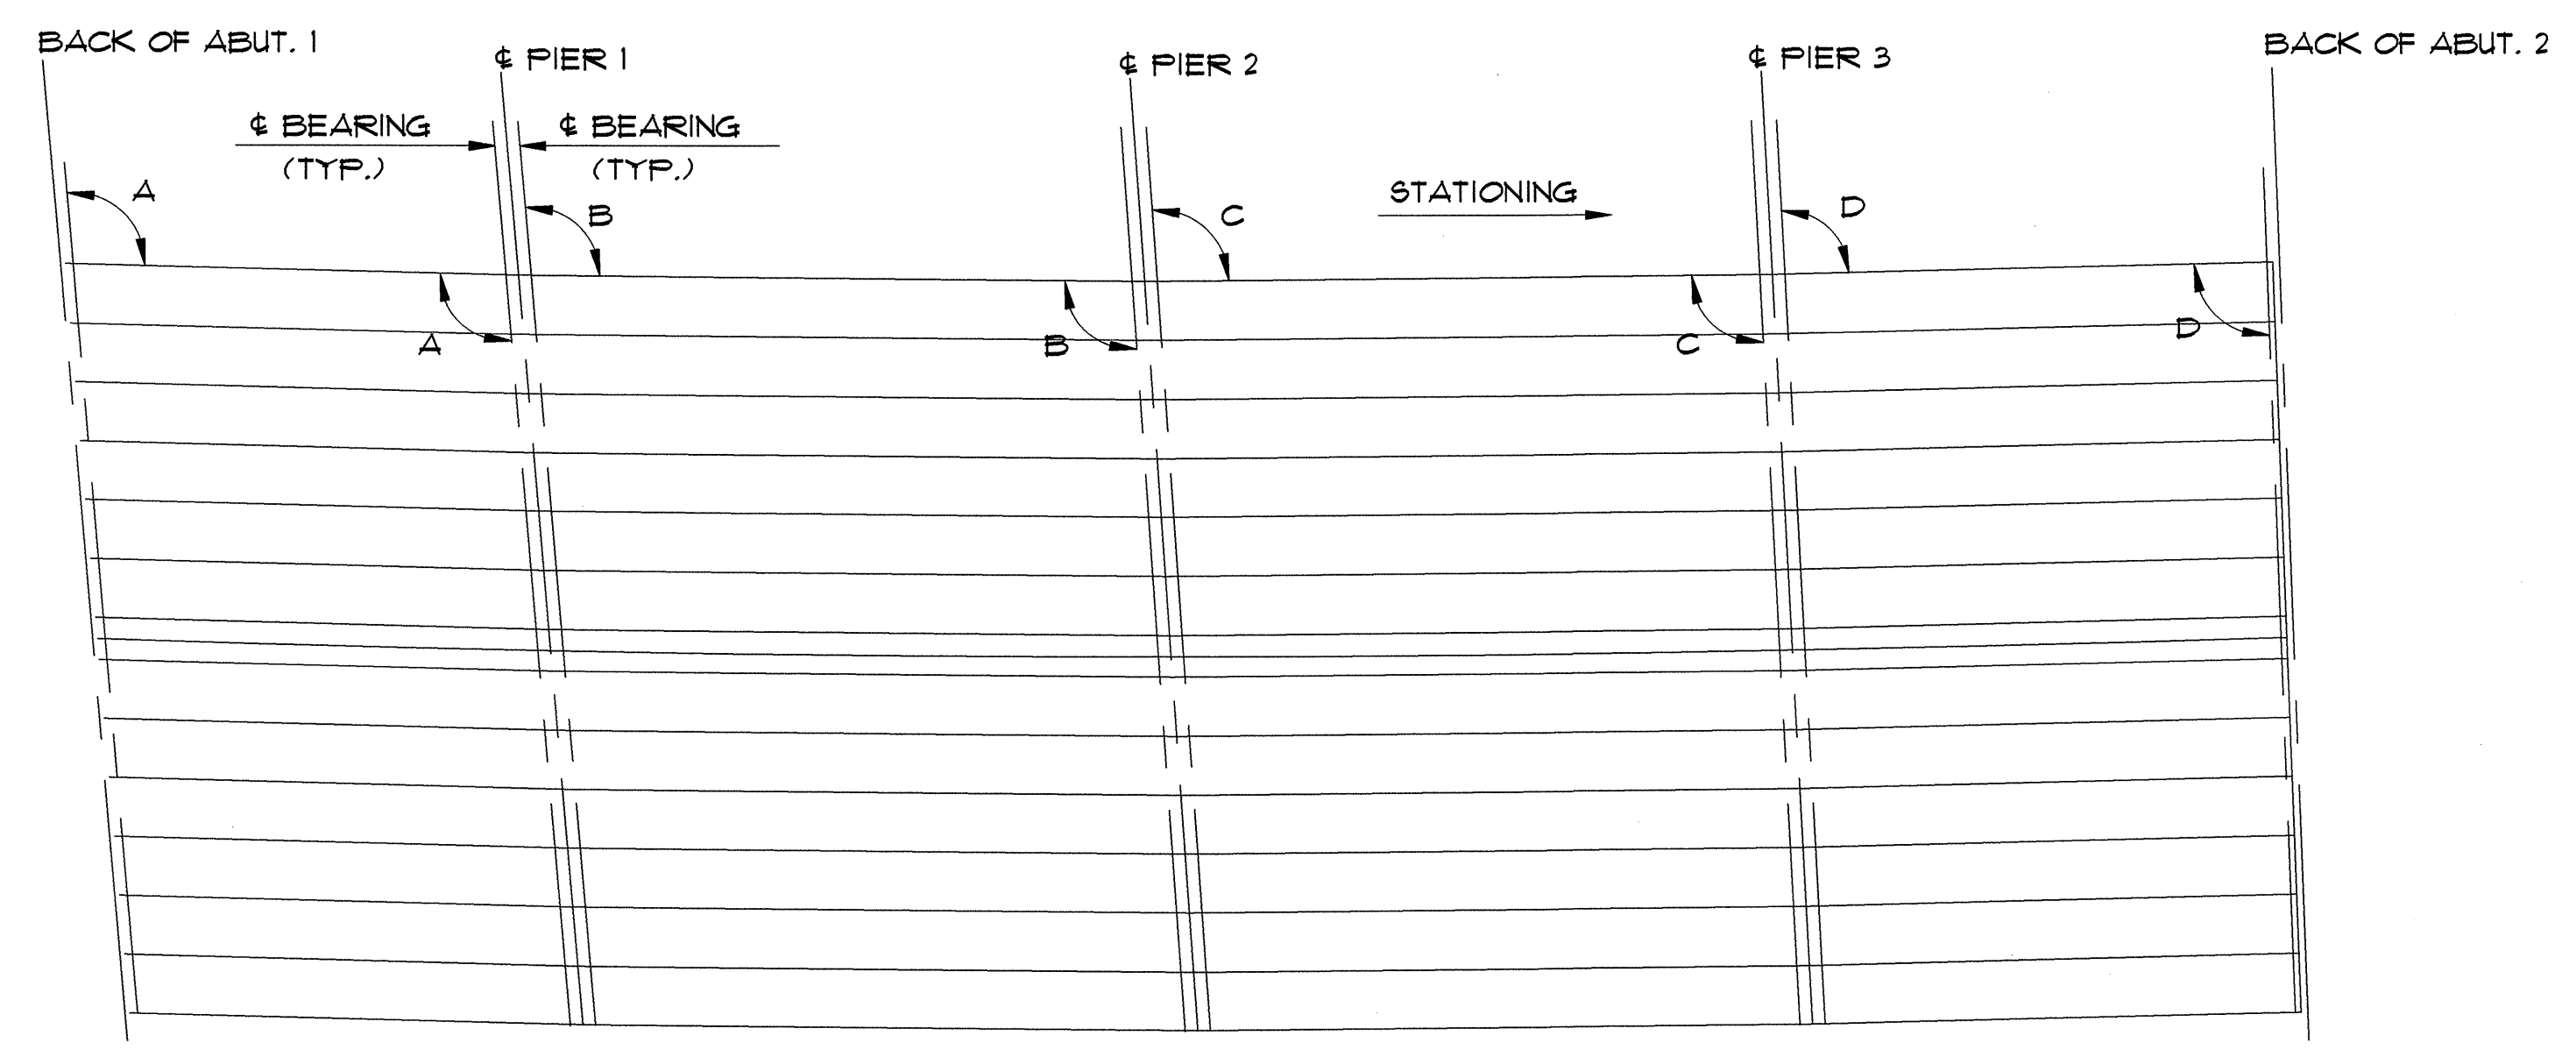 BACK OF ABUT. 1
℄ PIER 1
℄ PIER 2
℄ PIER 3
BACK OF ABUT. 2
℄ BEARING
(TYP.)
℄ BEARING
(TYP.)
STATIONING
A
B
C
D
A
B
C
D